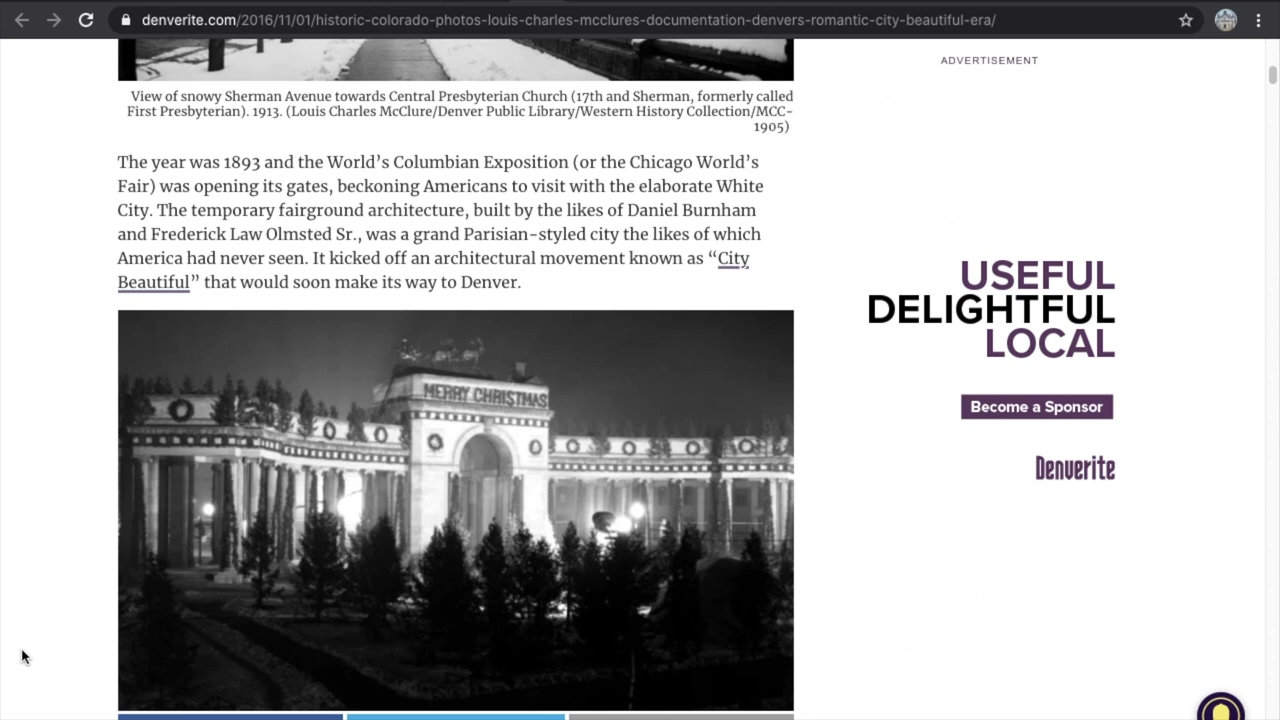 denverite.com/2016/11/01/historic-colorado-photos-louis-charles-mcclures-documentation-denvers-romantic-city-beautiful-era/
View of snowy Sherman Avenue towards Central Presbyterian Church (17th and Sherman, formerly called
First Presbyterian). 1913. (Louis Charles McClure/Denver Public Library/Western History Collection/MCC-
1905)
The year was 1893 and the World’s Columbian Exposition (or the Chicago World’s
Fair) was opening its gates, beckoning Americans to visit with the elaborate White
City. The temporary fairground architecture, built by the likes of Daniel Burnham
and Frederick Law Olmsted Sr., was a grand Parisian-styled city the likes of which
America had never seen. It kicked off an architectural movement known as “City
Beautiful” that would soon make its way to Denver.
MERRY CHRISTMAS
ADVERTISEMENT
USEFUL
DELIGHTFUL
LOCAL
Become a Sponsor
Denverite